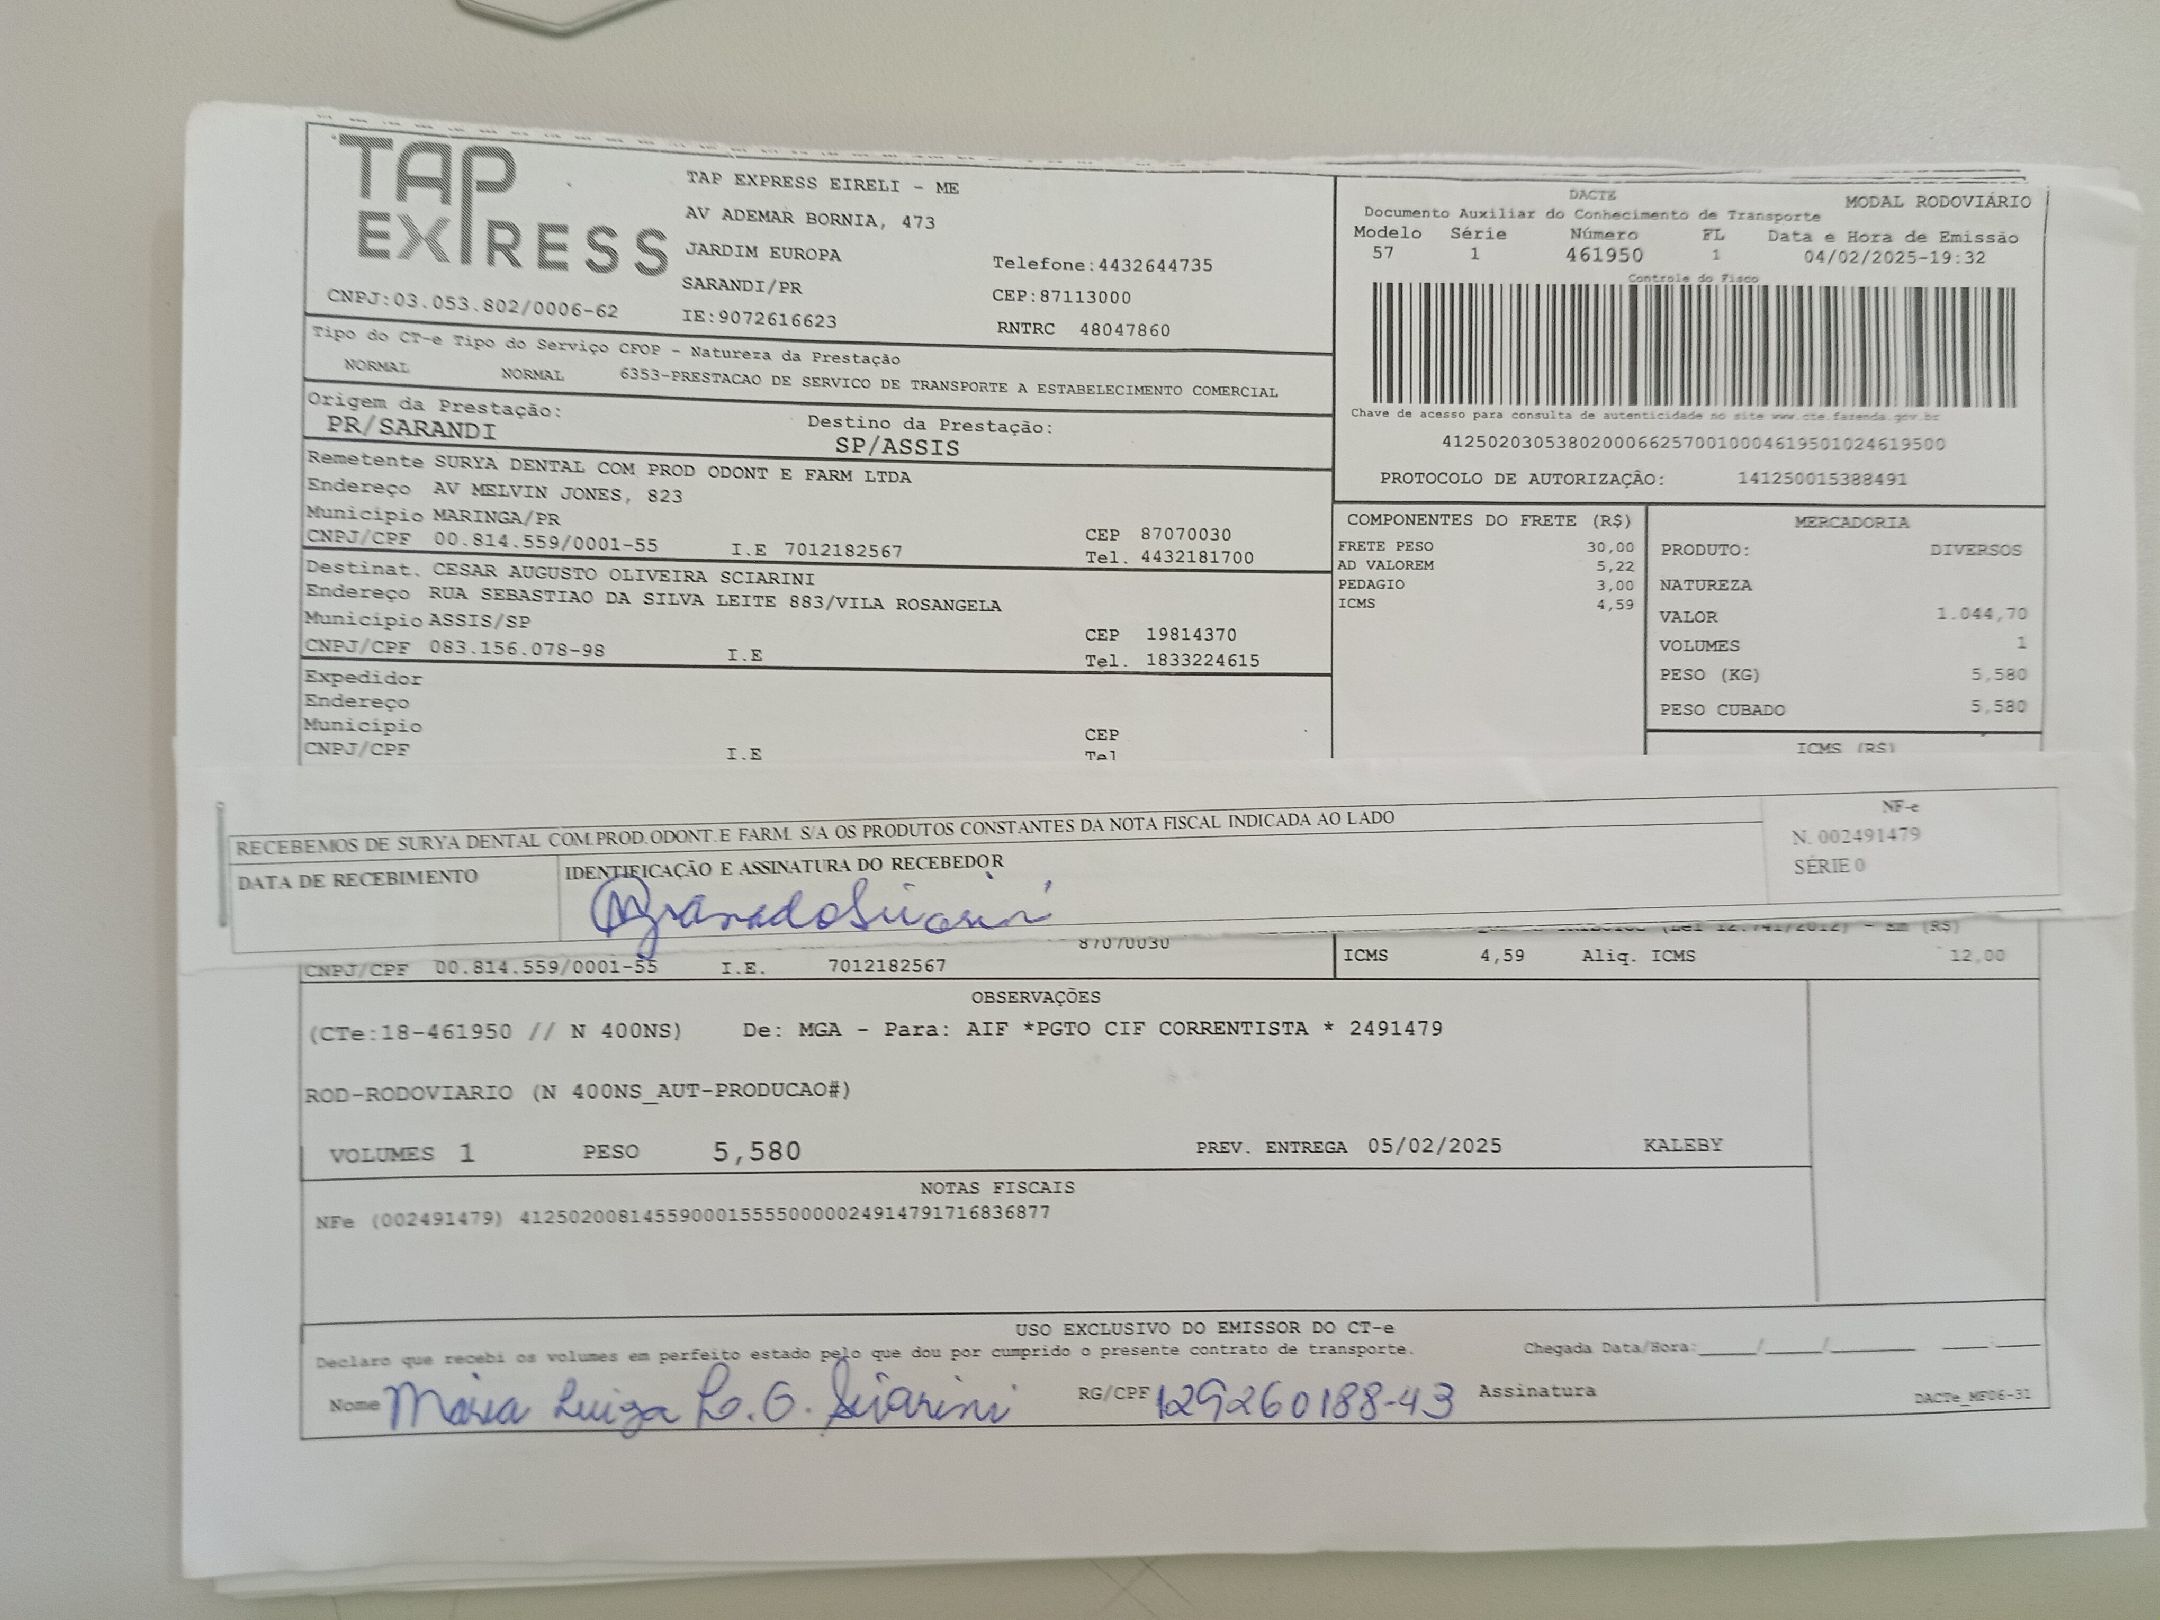 TAP EXPRESS
TAP EXPRESS EIRELI - ME
AV ADEMAR BORNIA, 473
JARDIM EUROPA
Telefone:4432644735
SARANDI/PR
CEP:87113000
CNPJ:03.053.802/0006-62
IE:9072616623
RNTRC 48047860
DACTE
MODAL RODOVIÁRIO
Documento Auxiliar do Conhecimento de Transporte
Modelo Série Número FL Data e Hora de Emissão
57 1 461950 1 04/02/2025-19:32
Controle do Fisco
Chave de acesso para consulta de autenticidade no site www.cte.fazenda.gov.br
41250203053802000662570010004619501024619500
PROTOCOLO DE AUTORIZAÇÃO: 141250015388491
Tipo do CT-e Tipo do Serviço CFOP - Natureza da Prestação
NORMAL NORMAL 6353-PRESTACAO DE SERVICO DE TRANSPORTE A ESTABELECIMENTO COMERCIAL
Origem da Prestação: Destino da Prestação:
PR/SARANDI SP/ASSIS
Remetente SURYA DENTAL COM PROD ODONT E FARM LTDA
Endereço AV MELVIN JONES, 823
Município MARINGA/PR CEP 87070030
CNPJ/CPF 00.814.559/0001-55 I.E 7012182567 Tel. 4432181700
Destinat. CESAR AUGUSTO OLIVEIRA SCIARINI
Endereço RUA SEBASTIAO DA SILVA LEITE 883/VILA ROSANGELA
Município ASSIS/SP CEP 19814370
CNPJ/CPF 083.156.078-98 I.E Tel. 1833224615
Expedidor
Endereço
Município CEP
CNPJ/CPF I.E Tel
COMPONENTES DO FRETE (R$)
FRETE PESO 30,00
AD VALOREM 5,22
PEDAGIO 3,00
ICMS 4,59
MERCADORIA
PRODUTO: DIVERSOS
NATUREZA
VALOR 1.044,70
VOLUMES 1
PESO (KG) 5,580
PESO CUBADO 5,580
ICMS (R$)
RECEBEMOS DE SURYA DENTAL COM.PROD.ODONT.E FARM. S/A OS PRODUTOS CONSTANTES DA NOTA FISCAL INDICADA AO LADO
DATA DE RECEBIMENTO
IDENTIFICAÇÃO E ASSINATURA DO RECEBEDOR
NF-e
N. 002491479
SÉRIE 0
87070030
(Lei 12.741/2012) - Em (R$)
CNPJ/CPF 00.814.559/0001-55 I.E. 7012182567
ICMS 4,59 Aliq. ICMS 12,00
OBSERVAÇÕES
(CTe:18-461950 // N 400NS) De: MGA - Para: AIF *PGTO CIF CORRENTISTA * 2491479
ROD-RODOVIARIO (N 400NS_AUT-PRODUCAO#)
VOLUMES 1 PESO 5,580 PREV. ENTREGA 05/02/2025 KALEBY
NOTAS FISCAIS
NFe (002491479) 41250200814559000155550000024914791716836877
USO EXCLUSIVO DO EMISSOR DO CT-e
Declaro que recebi os volumes em perfeito estado pelo que dou por cumprido o presente contrato de transporte. Chegada Data/Hora:
Nome Maria Luiza L. G. Sciarini RG/CPF 129260188-43 Assinatura
DACTe_MF06-31